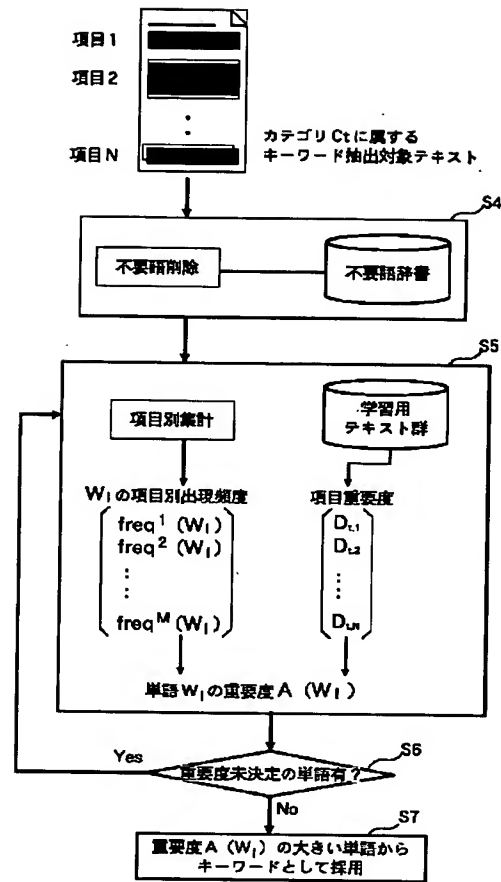 項目1
項目2
項目N
カテゴリ Ctに属する
キーワード抽出対象テキスト
S4
不要語削除
不要語辞書
S5
項目別集計
学習用
テキスト群
Wiの項目別出現頻度
項目重要度
freq1 (Wi)
freq2 (Wi)
freqM (Wi)
Dt,1
Dt,2
Dt,N
単語Wiの重要度A (Wi)
S6
Yes
重要度未決定の単語有?
No
S7
重要度A (Wi) の大きい単語から
キーワードとして採用